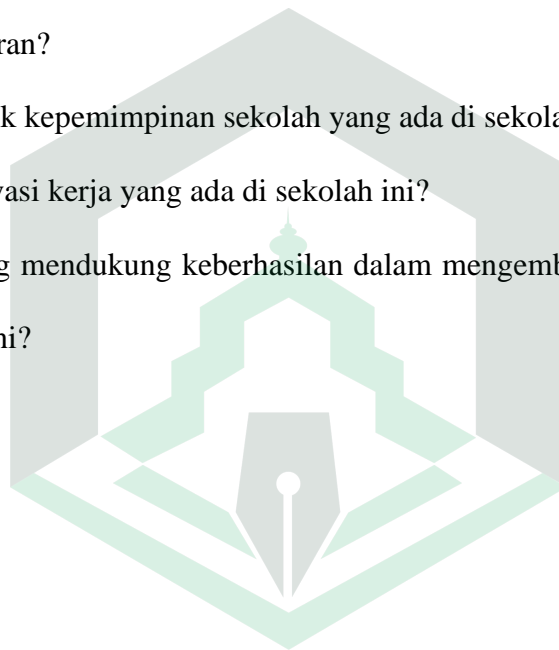 ran?
k kepemimpinan sekolah yang ada di sekola
vasi kerja yang ada di sekolah ini?
g mendukung keberhasilan dalam mengemb
ni?